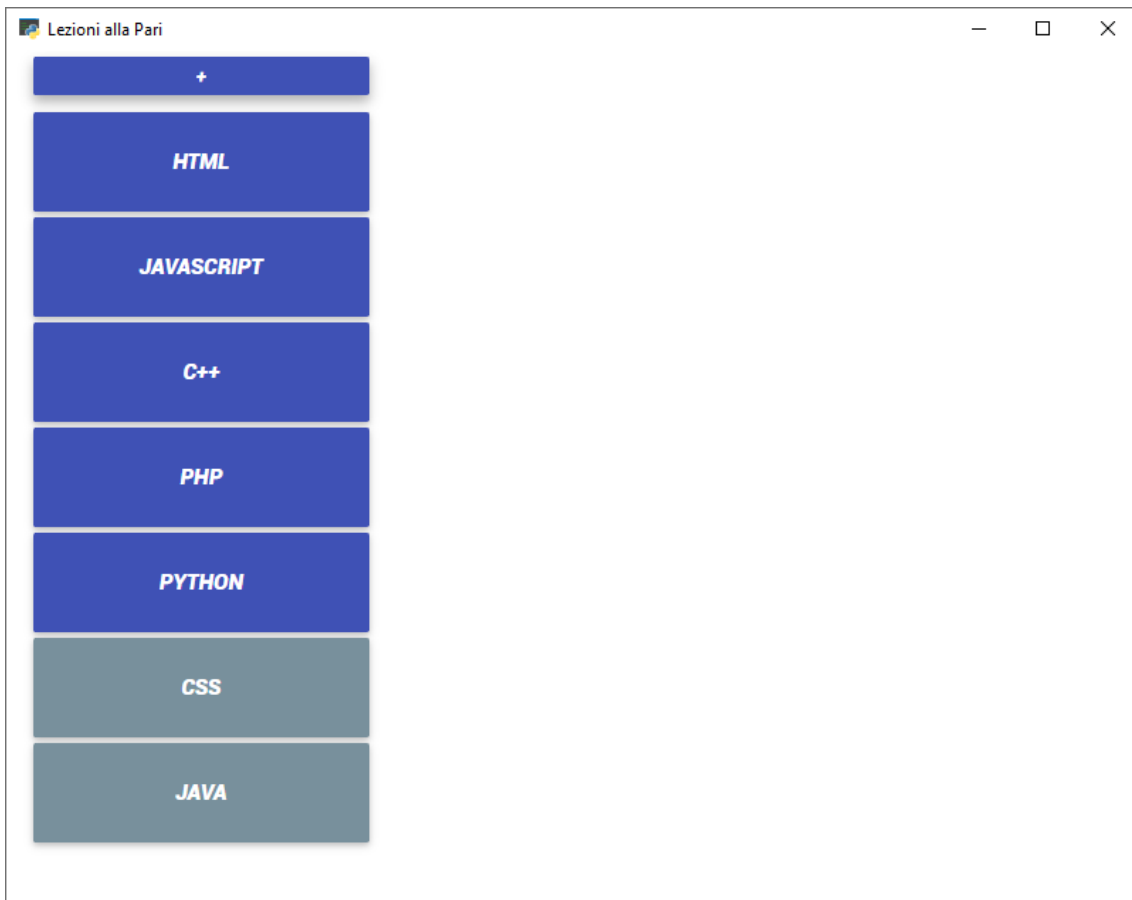 Lezioni alla Pari
+
HTML
JAVASCRIPT
C++
PHP
PYTHON
CSS
JAVA